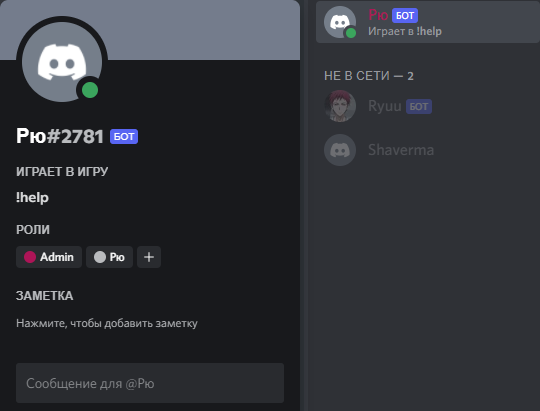 Рю#2781 БОТ
ИГРАЕТ В ИГРУ
!help
РОЛИ
Admin Рю +
ЗАМЕТКА
Нажмите, чтобы добавить заметку
Сообщение для @Рю
Рю БОТ
Играет в !help
НЕ В СЕТИ — 2
Ryuu БОТ
Shaverma